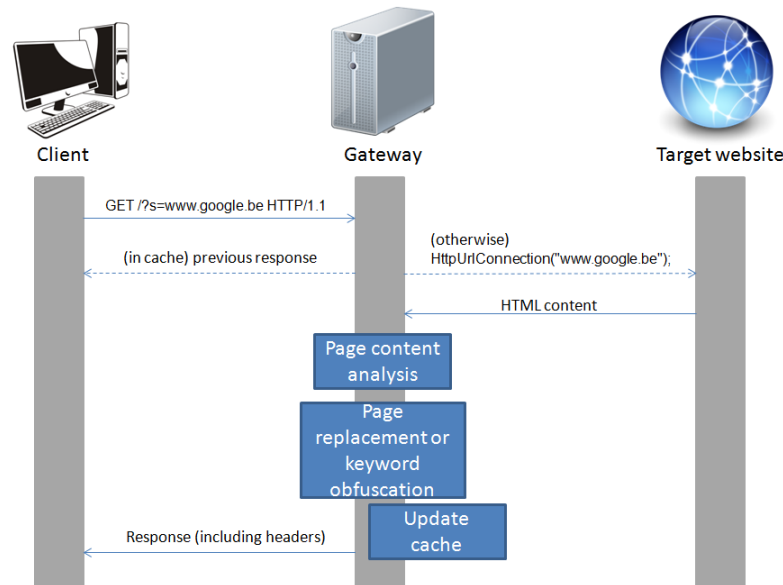 Client
Gateway
Target website
GET /?s=www.google.be HTTP/1.1
(in cache) previous response
(otherwise)
HttpUrlConnection("www.google.be");
HTML content
Page content
analysis
Page
replacement or
keyword
obfuscation
Update
cache
Response (including headers)